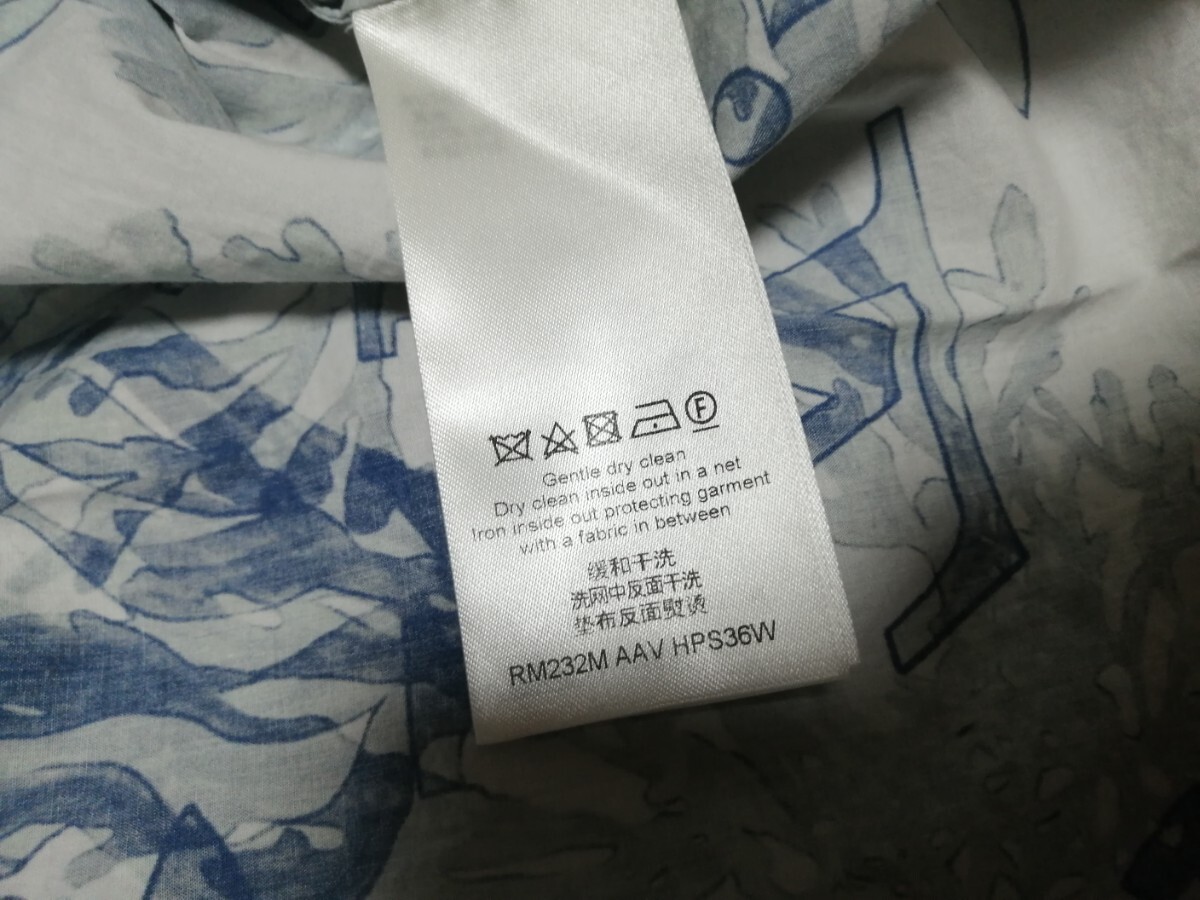 F
Gentle dry clean
Dry clean inside out in a net
Iron inside out protecting garment
with a fabric in between
缓和干洗
洗网中反面干洗
垫布反面熨烫
RM232M AAV HPS36W